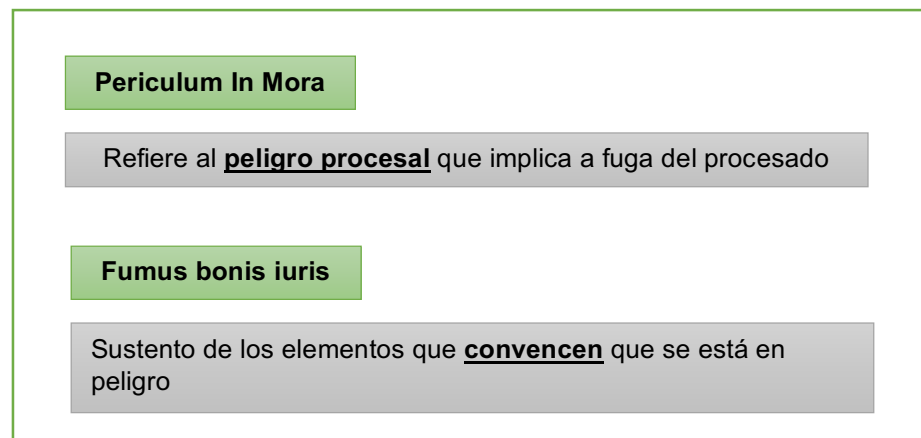 Periculum In Mora
Refiere al peligro procesal que implica a fuga del procesado
Fumus bonis iuris
Sustento de los elementos que convencen que se está en
peligro